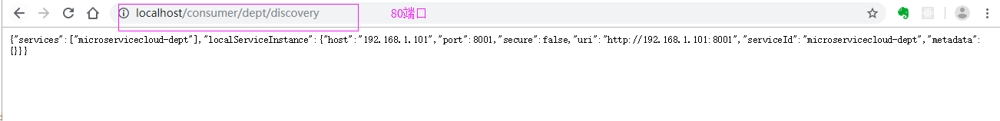 localhost/consumer/dept/discovery 80端口
{"services":["microservicecloud-dept"],"localServiceInstance":{"host":"192.168.1.101","port":8001,"secure":false,"uri":"http://192.168.1.101:8001","serviceId":"microservicecloud-dept","metadata":
{}}}